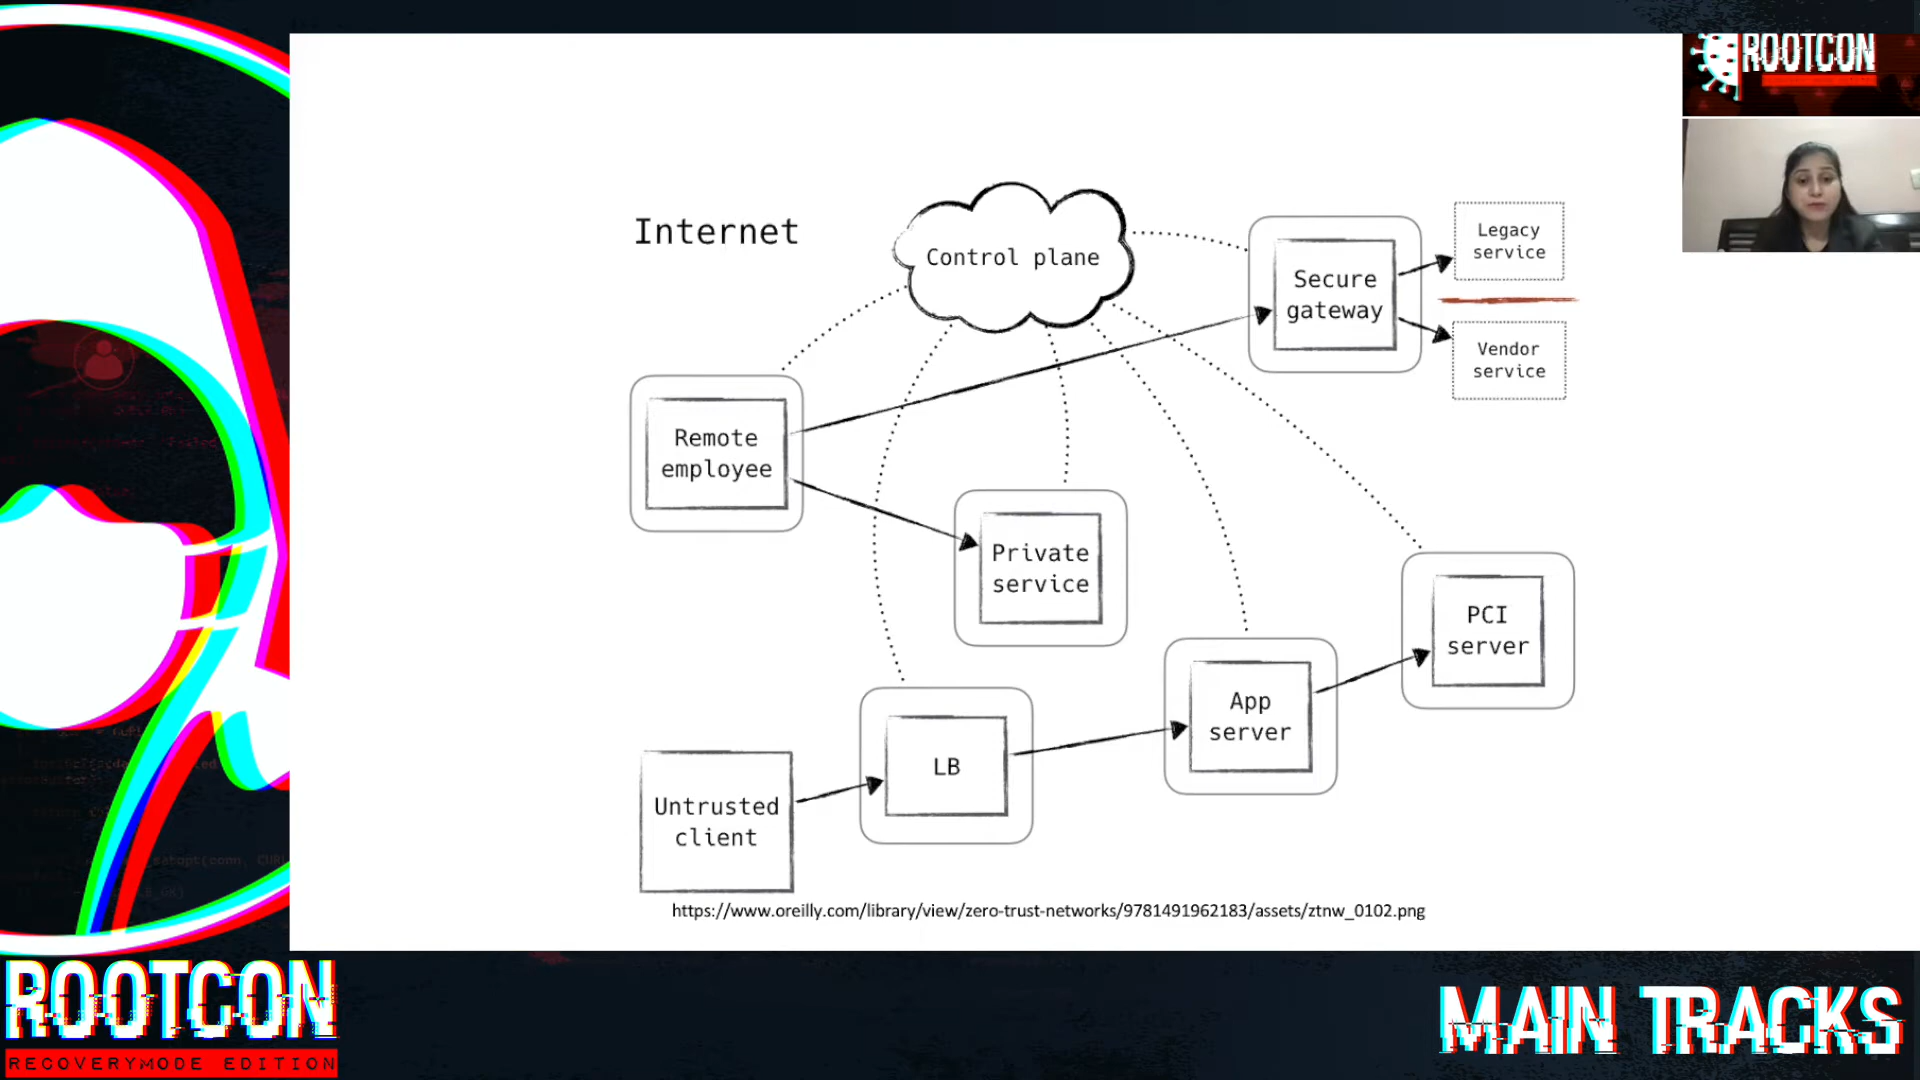 ROOTCON
Internet
Control plane
Secure
gateway
Legacy
service
Vendor
service
Remote
employee
Private
service
PCI
server
App
server
LB
Untrusted
client
https://www.oreilly.com/library/view/zero-trust-networks/9781491962183/assets/ztnw_0102.png
ROOTCON
RECOVERYMODE EDITION
MAIN TRACKS